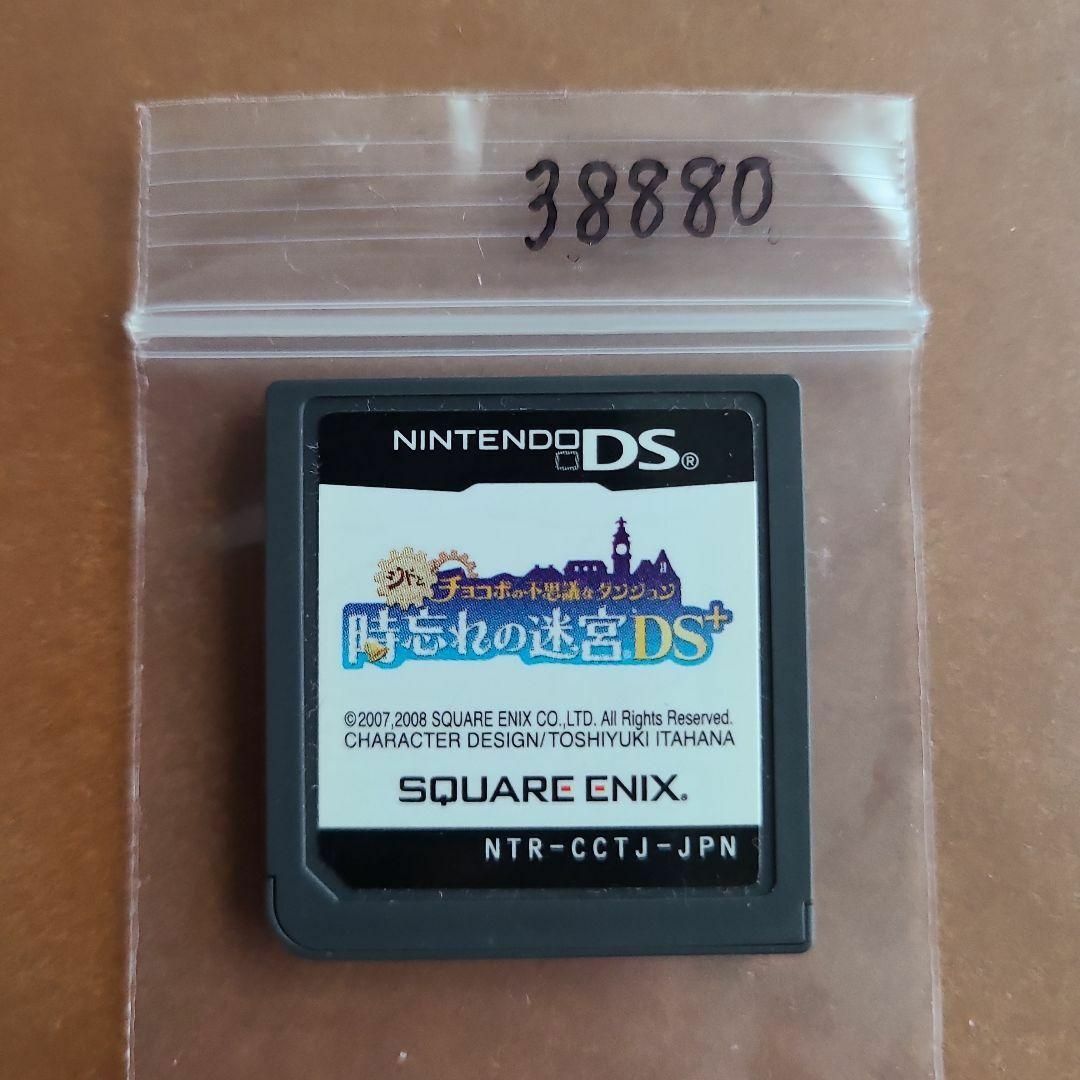 38880
NINTENDO DS®
シドと
チョコボの不思議なダンジョン
時忘れの迷宮DS+
©2007,2008 SQUARE ENIX CO.,LTD. All Rights Reserved.
CHARACTER DESIGN/TOSHIYUKI ITAHANA
SQUARE ENIX®
NTR-CCTJ-JPN